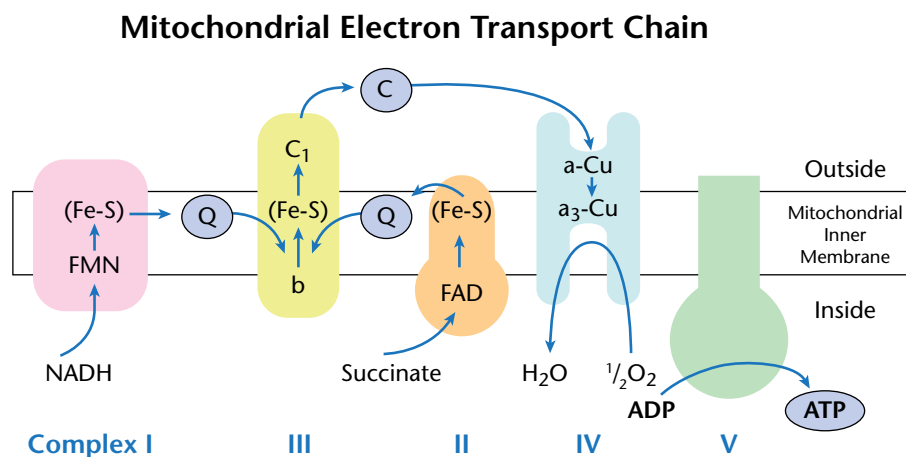 Mitochondrial Electron Transport Chain
C
C₁
a-Cu
Outside
(Fe-S)
Q
(Fe-S)
Q
(Fe-S)
a₃-Cu
Mitochondrial
Inner
Membrane
FMN
b
FAD
Inside
NADH
Succinate
H₂O
½O₂
ADP
ATP
Complex I
III
II
IV
V